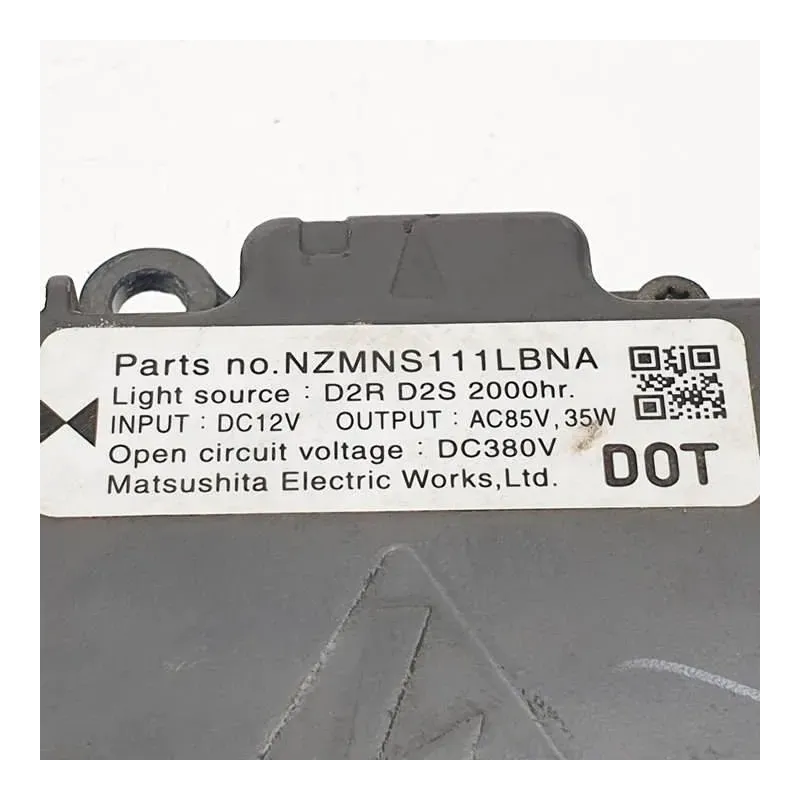 Parts no.NZMNS111LBNA
Light source : D2R D2S 2000hr.
INPUT : DC12V OUTPUT : AC85V, 35W
Open circuit voltage : DC380V
DOT
Matsushita Electric Works,Ltd.